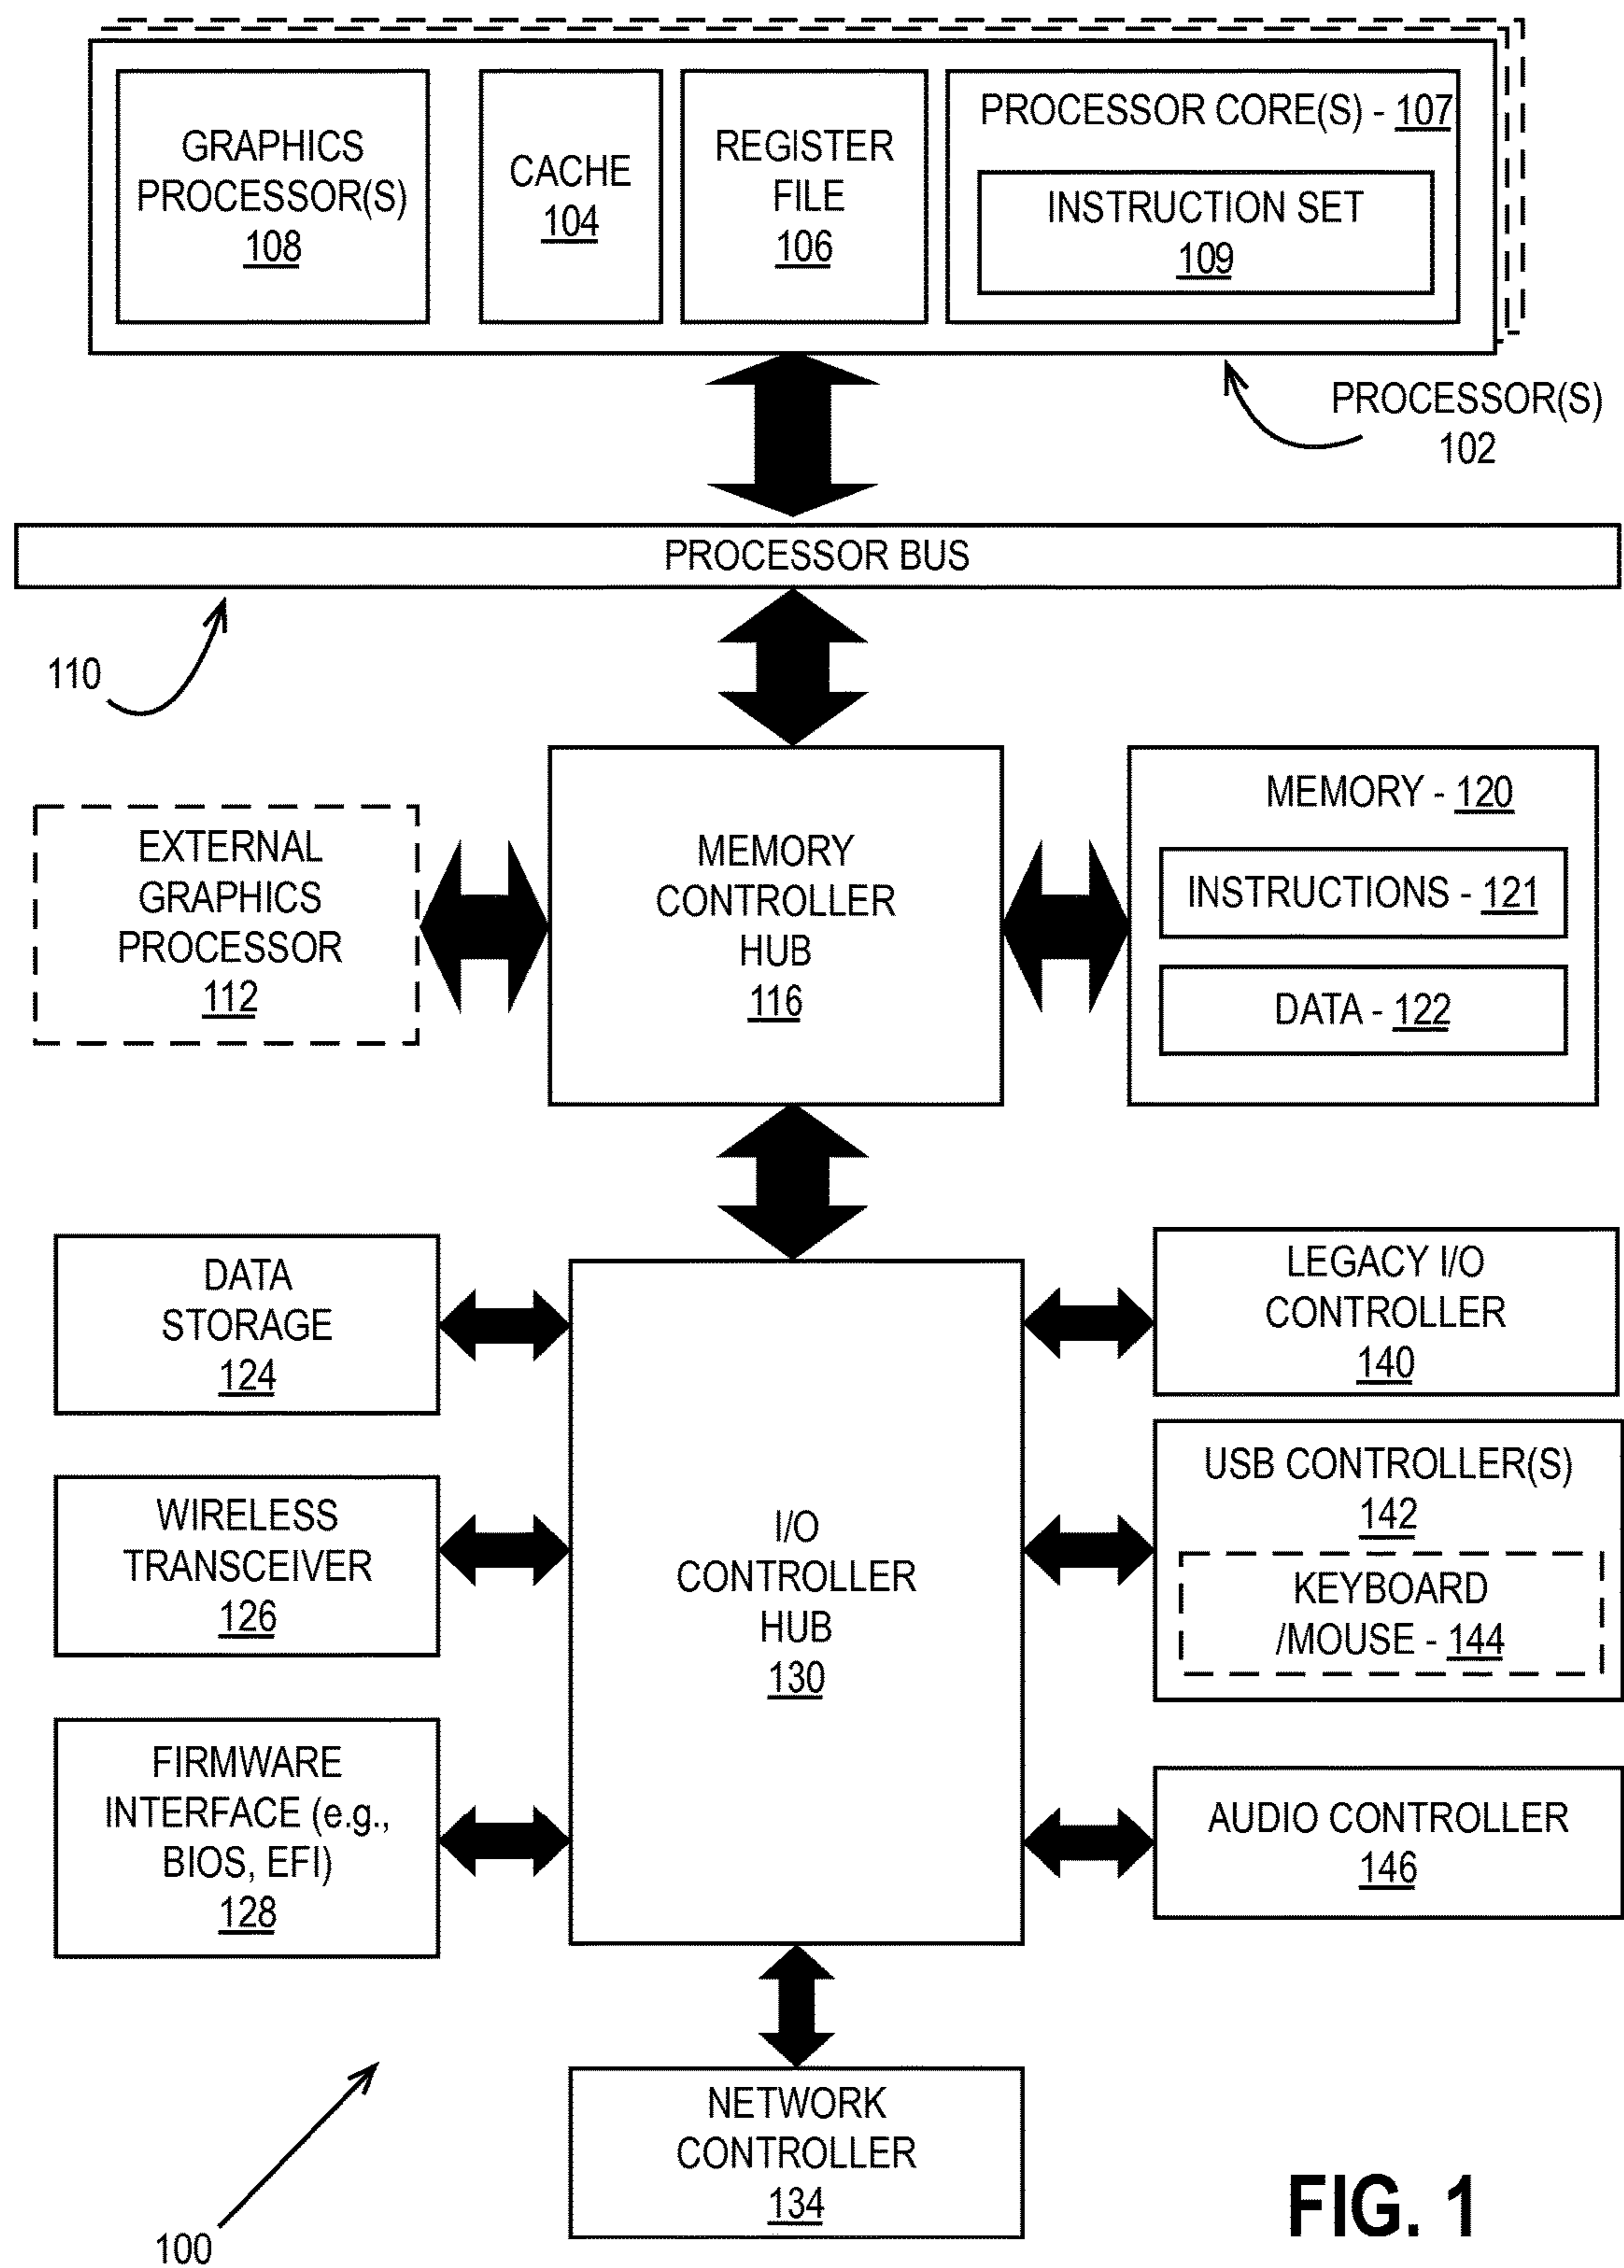 GRAPHICS
PROCESSOR(S)
108
CACHE
104
REGISTER
FILE
106
PROCESSOR CORE(S) - 107
INSTRUCTION SET
109
PROCESSOR(S)
102
PROCESSOR BUS
110
EXTERNAL
GRAPHICS
PROCESSOR
112
MEMORY
CONTROLLER
HUB
116
MEMORY - 120
INSTRUCTIONS - 121
DATA - 122
DATA
STORAGE
124
WIRELESS
TRANSCEIVER
126
FIRMWARE
INTERFACE (e.g.,
BIOS, EFI)
128
I/O
CONTROLLER
HUB
130
LEGACY I/O
CONTROLLER
140
USB CONTROLLER(S)
142
KEYBOARD
/MOUSE - 144
AUDIO CONTROLLER
146
NETWORK
CONTROLLER
134
100
FIG. 1